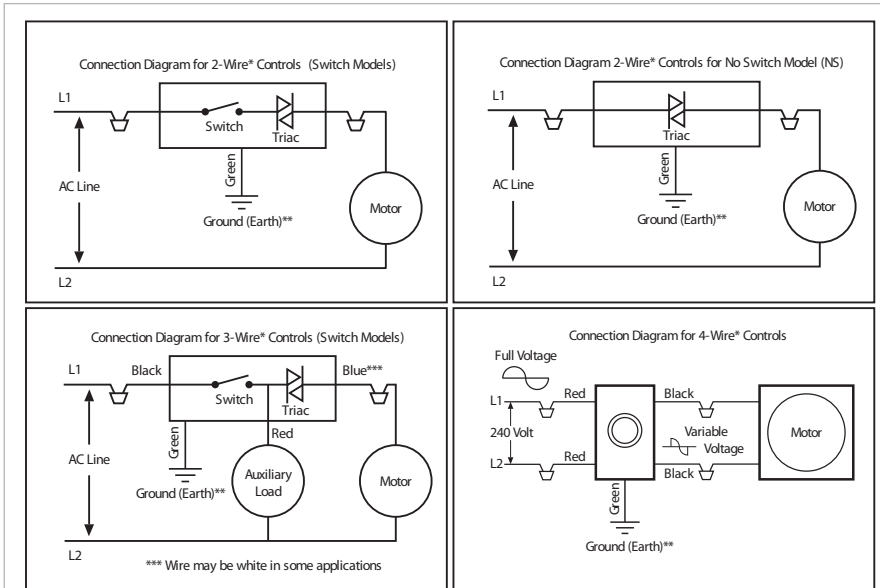 Connection Diagram for 2-Wire* Controls (Switch Models)
L1
Switch
Triac
Green
AC Line
Ground (Earth)**
Motor
L2
Connection Diagram 2-Wire* Controls for No Switch Model (NS)
L1
Triac
Green
AC Line
Ground (Earth)**
Motor
L2
Connection Diagram for 3-Wire* Controls (Switch Models)
L1
Black
Blue***
Switch
Triac
Green
Red
AC Line
Ground (Earth)**
Auxiliary
Load
Motor
L2
*** Wire may be white in some applications
Connection Diagram for 4-Wire* Controls
Full Voltage
L1
Red
Black
240 Volt
Variable
Voltage
Motor
L2
Red
Black
Green
Ground (Earth)**